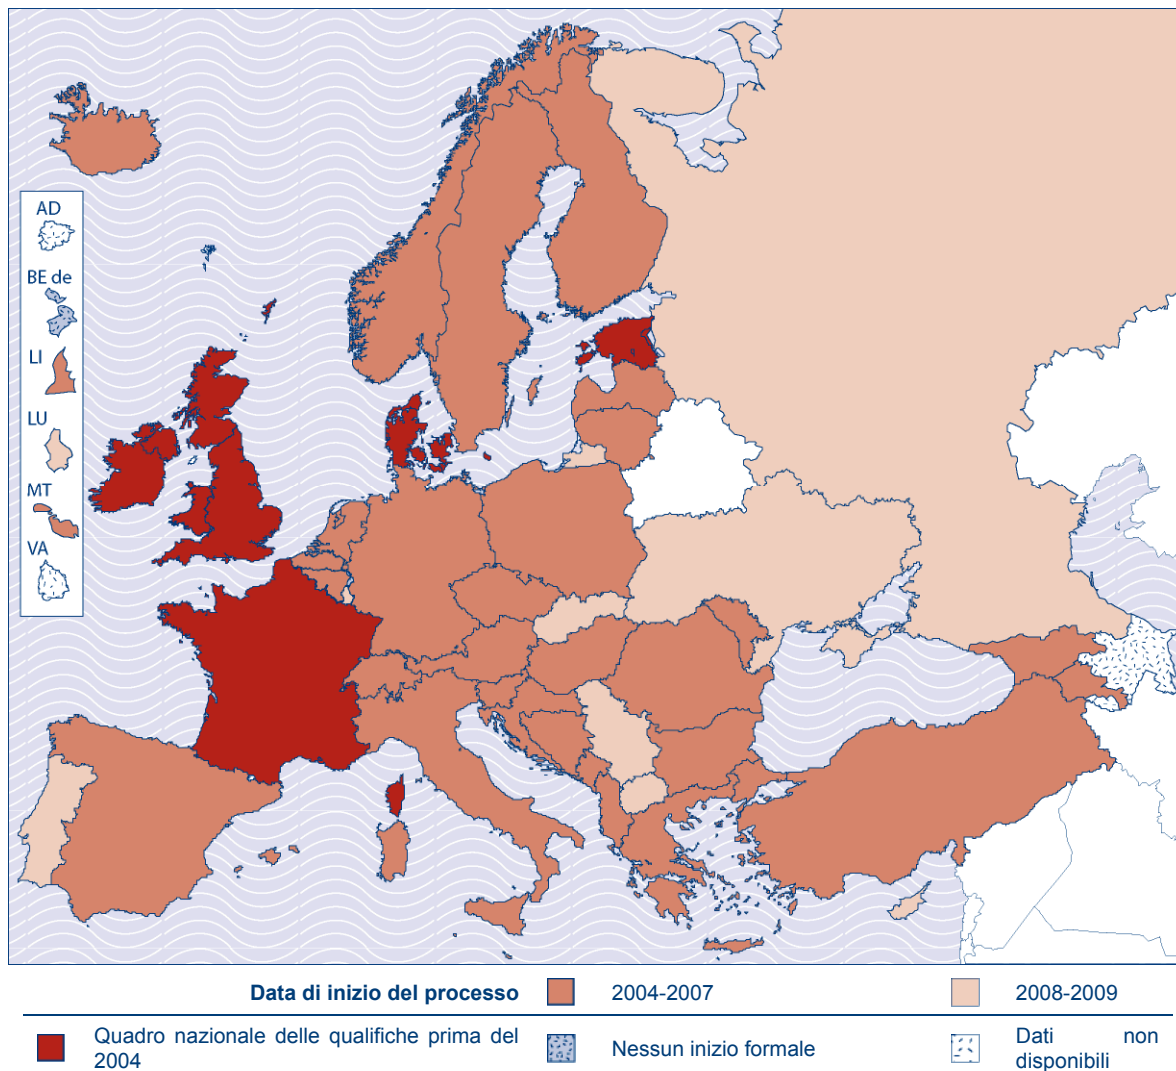 AD
BE de
LI
LU
MT
VA
Data di inizio del processo
2004-2007
2008-2009
Quadro nazionale delle qualifiche prima del
2004
Nessun inizio formale
Dati non
disponibili